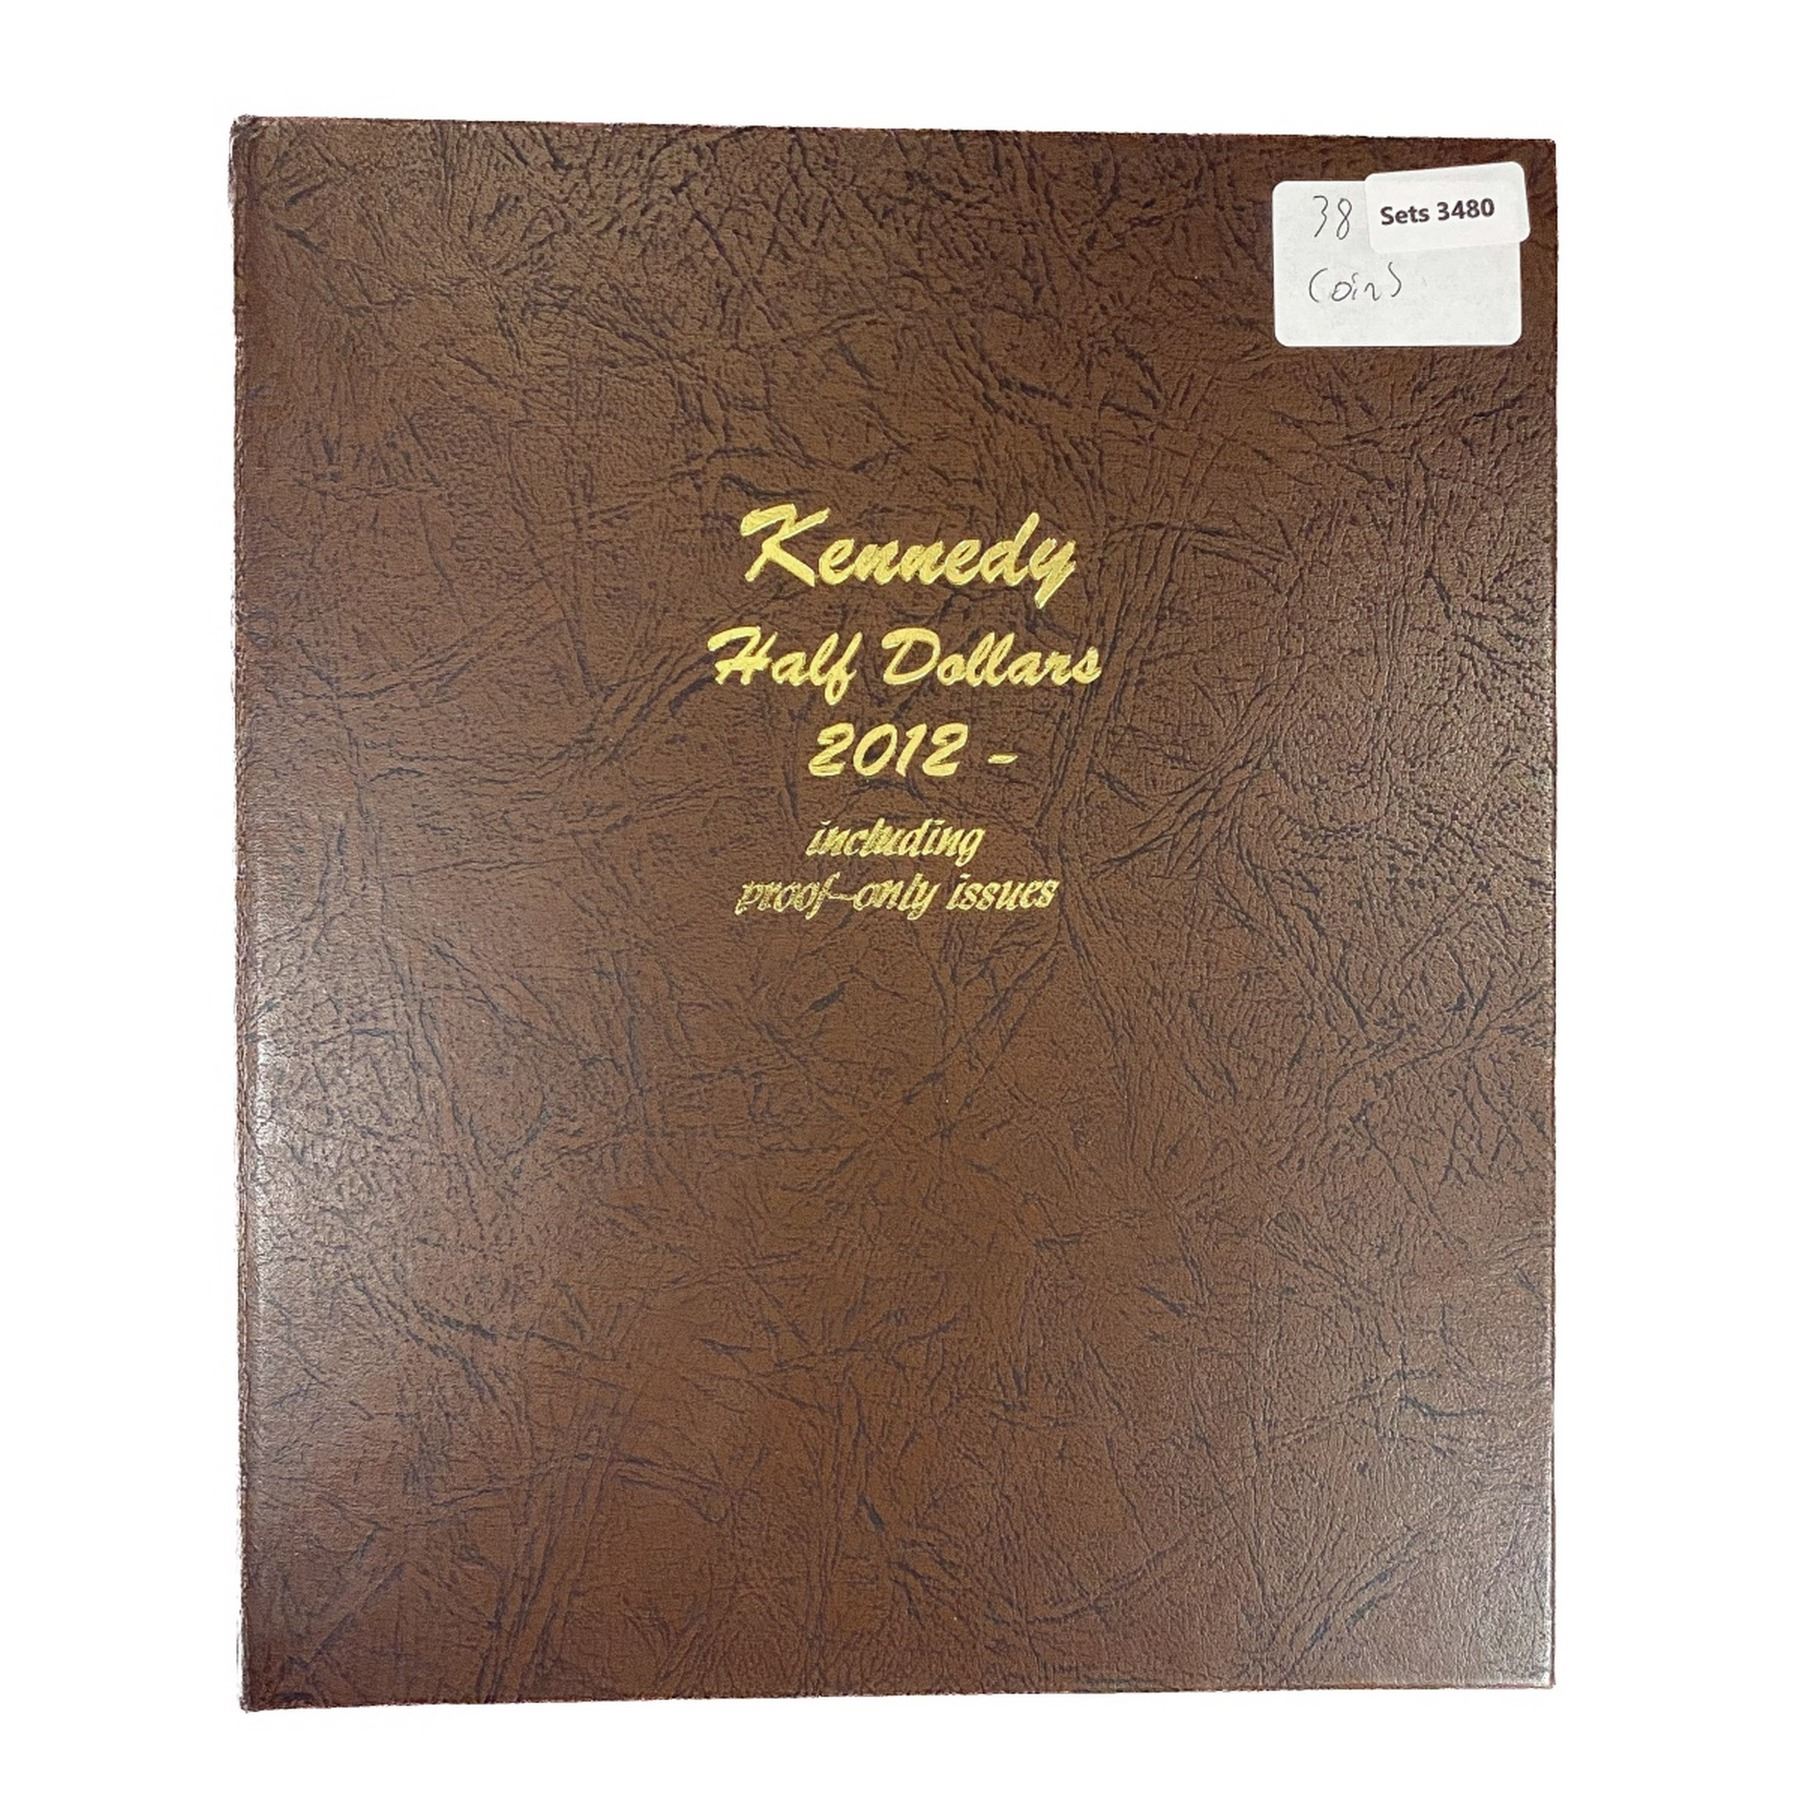 38
Sets 3480
Coins
Kennedy
Half Dollars
2012 -
including
proof-only issues